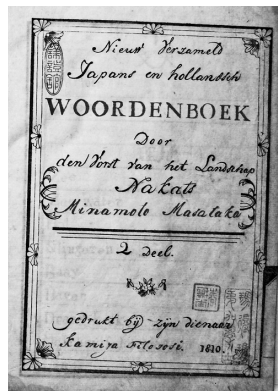 Nieuw Verzameld
Japans en hollandsch
WOORDENBOEK
Door
den Vorst van het Landschap
Nakats
Minamoto Masataka
2 deel.
gedrukt bij zijn dienaar
Kamija Filojosi. 1810.